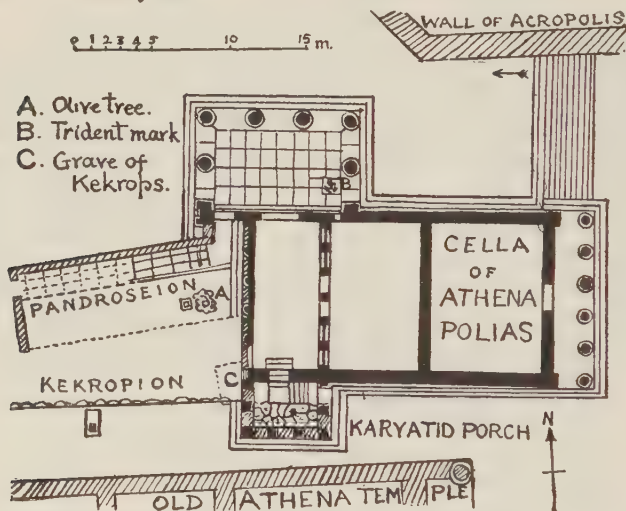 WALL OF ACROPOLIS
0 1 2 3 4 5 10 15 m.
A. Olive tree.
B. Trident mark
C. Grave of
Kekrops.
B
CELLA
OF
ATHENA
POLIAS
PANDROSEION
A
KEKROPION
C
KARYATID PORCH
N
OLD ATHENA TEMPLE